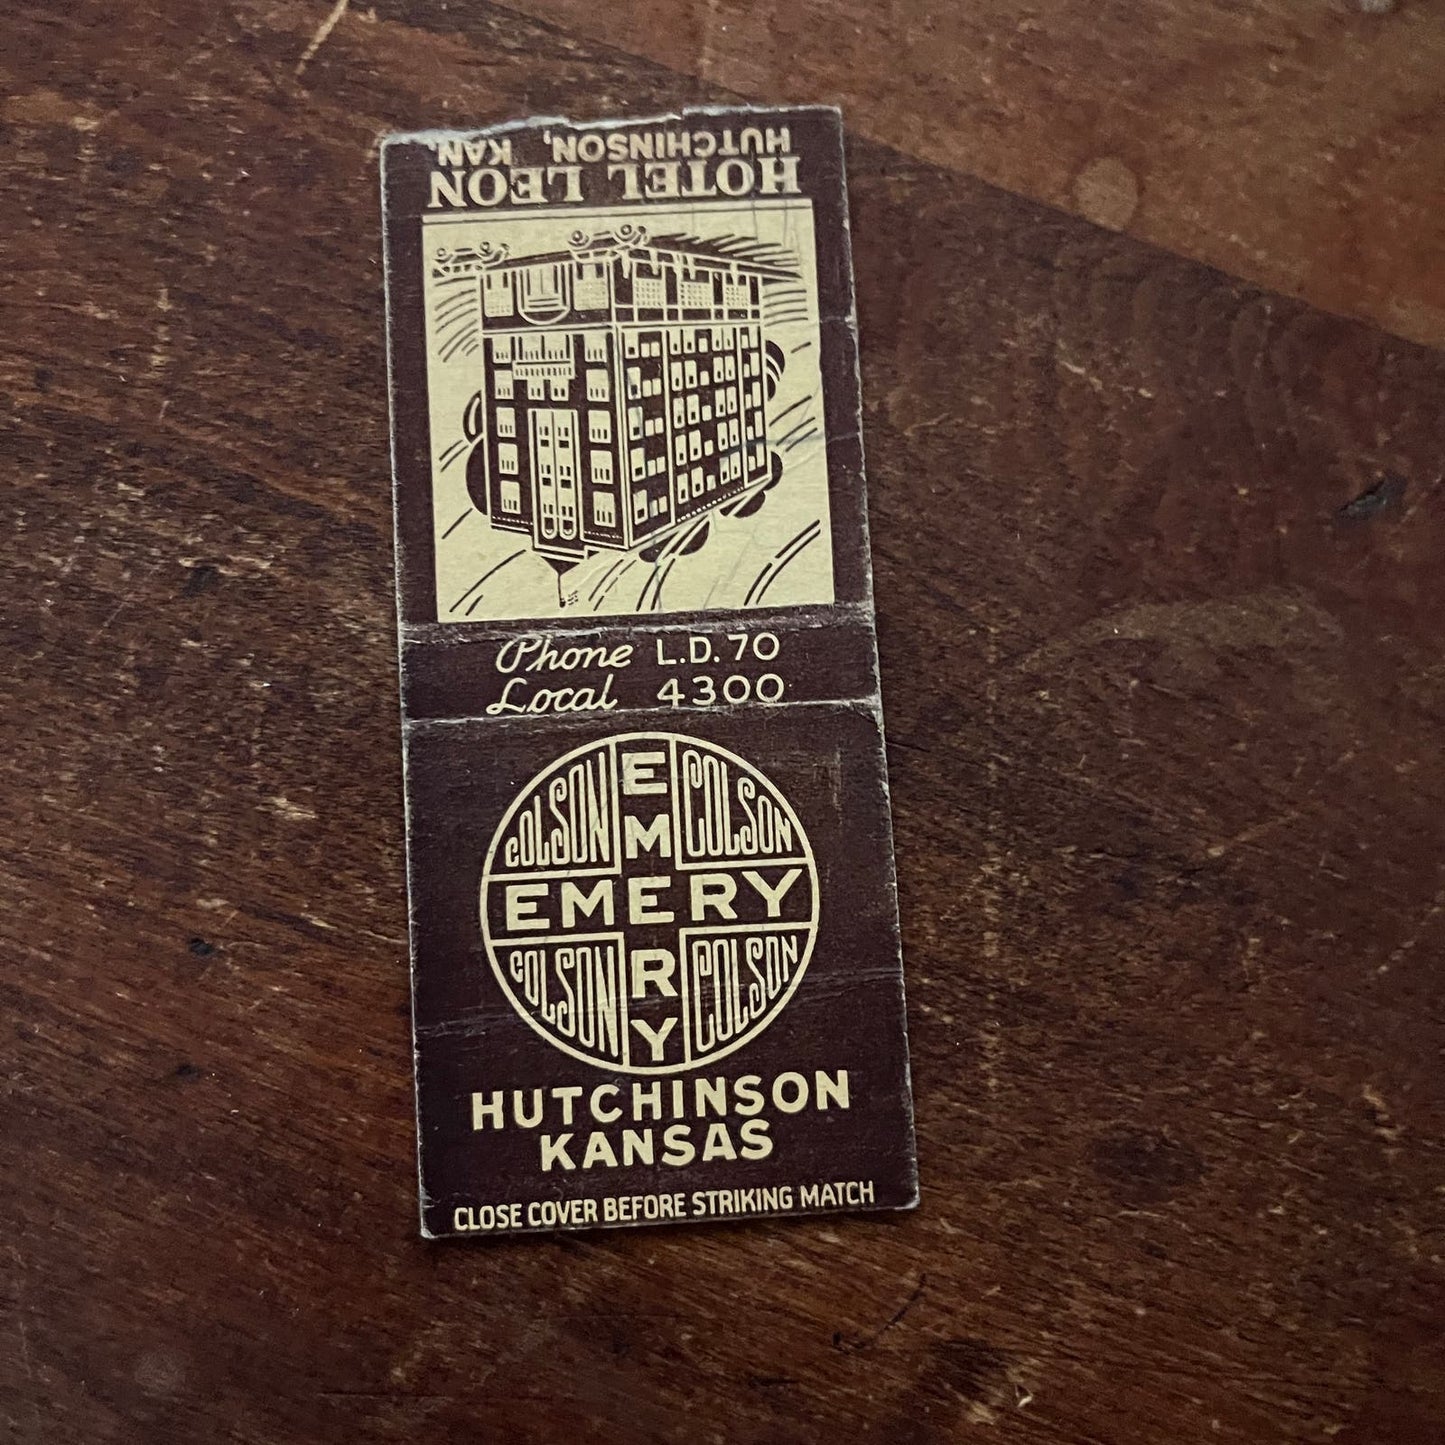 HOTEL LEON
HUTCHINSON, KAN.
Phone L.D. 70
Local 4300
COLSON COLSON
EMERY
EMERY
COLSON COLSON
HUTCHINSON
KANSAS
CLOSE COVER BEFORE STRIKING MATCH